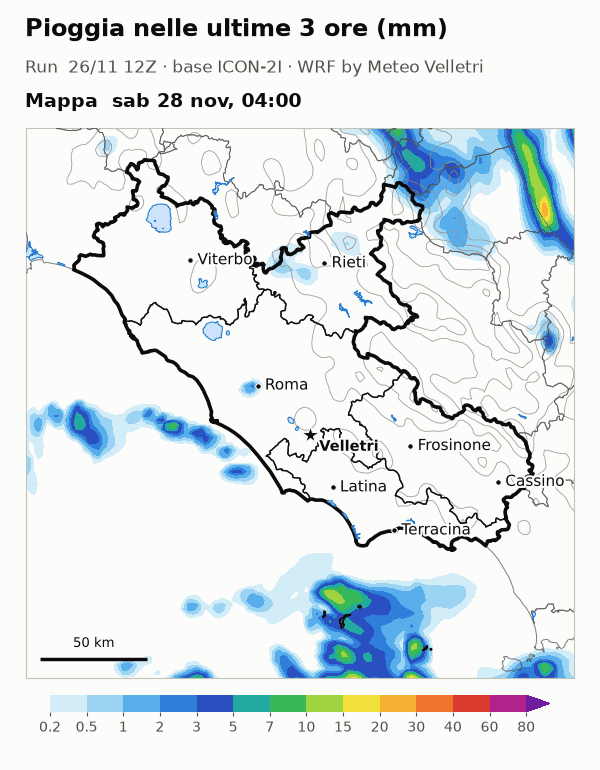 Pioggia nelle ultime 3 ore (mm)
Run  26/11 12Z · base ICON-2I · WRF by Meteo Velletri
Mappa  sab 28 nov, 04:00
Viterbo
Rieti
Roma
Velletri
Frosinone
Cassino
Latina
Terracina
50 km
0.2 0.5 1 2 3 5 7 10 15 20 30 40 60 80